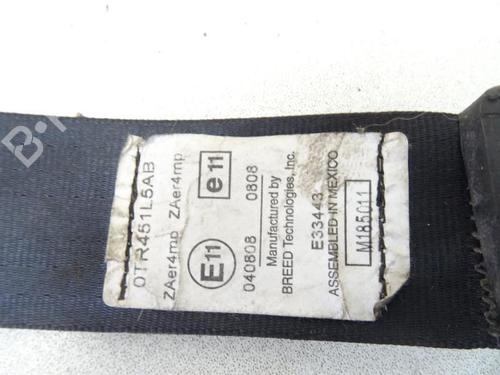 0TR451L5AB
ZAer4mp ZAer4mp
E11 e11
040808 0808
Manufactured by
BREED Technologies, Inc.
E33443
ASSEMBLED IN MEXICO
M185011